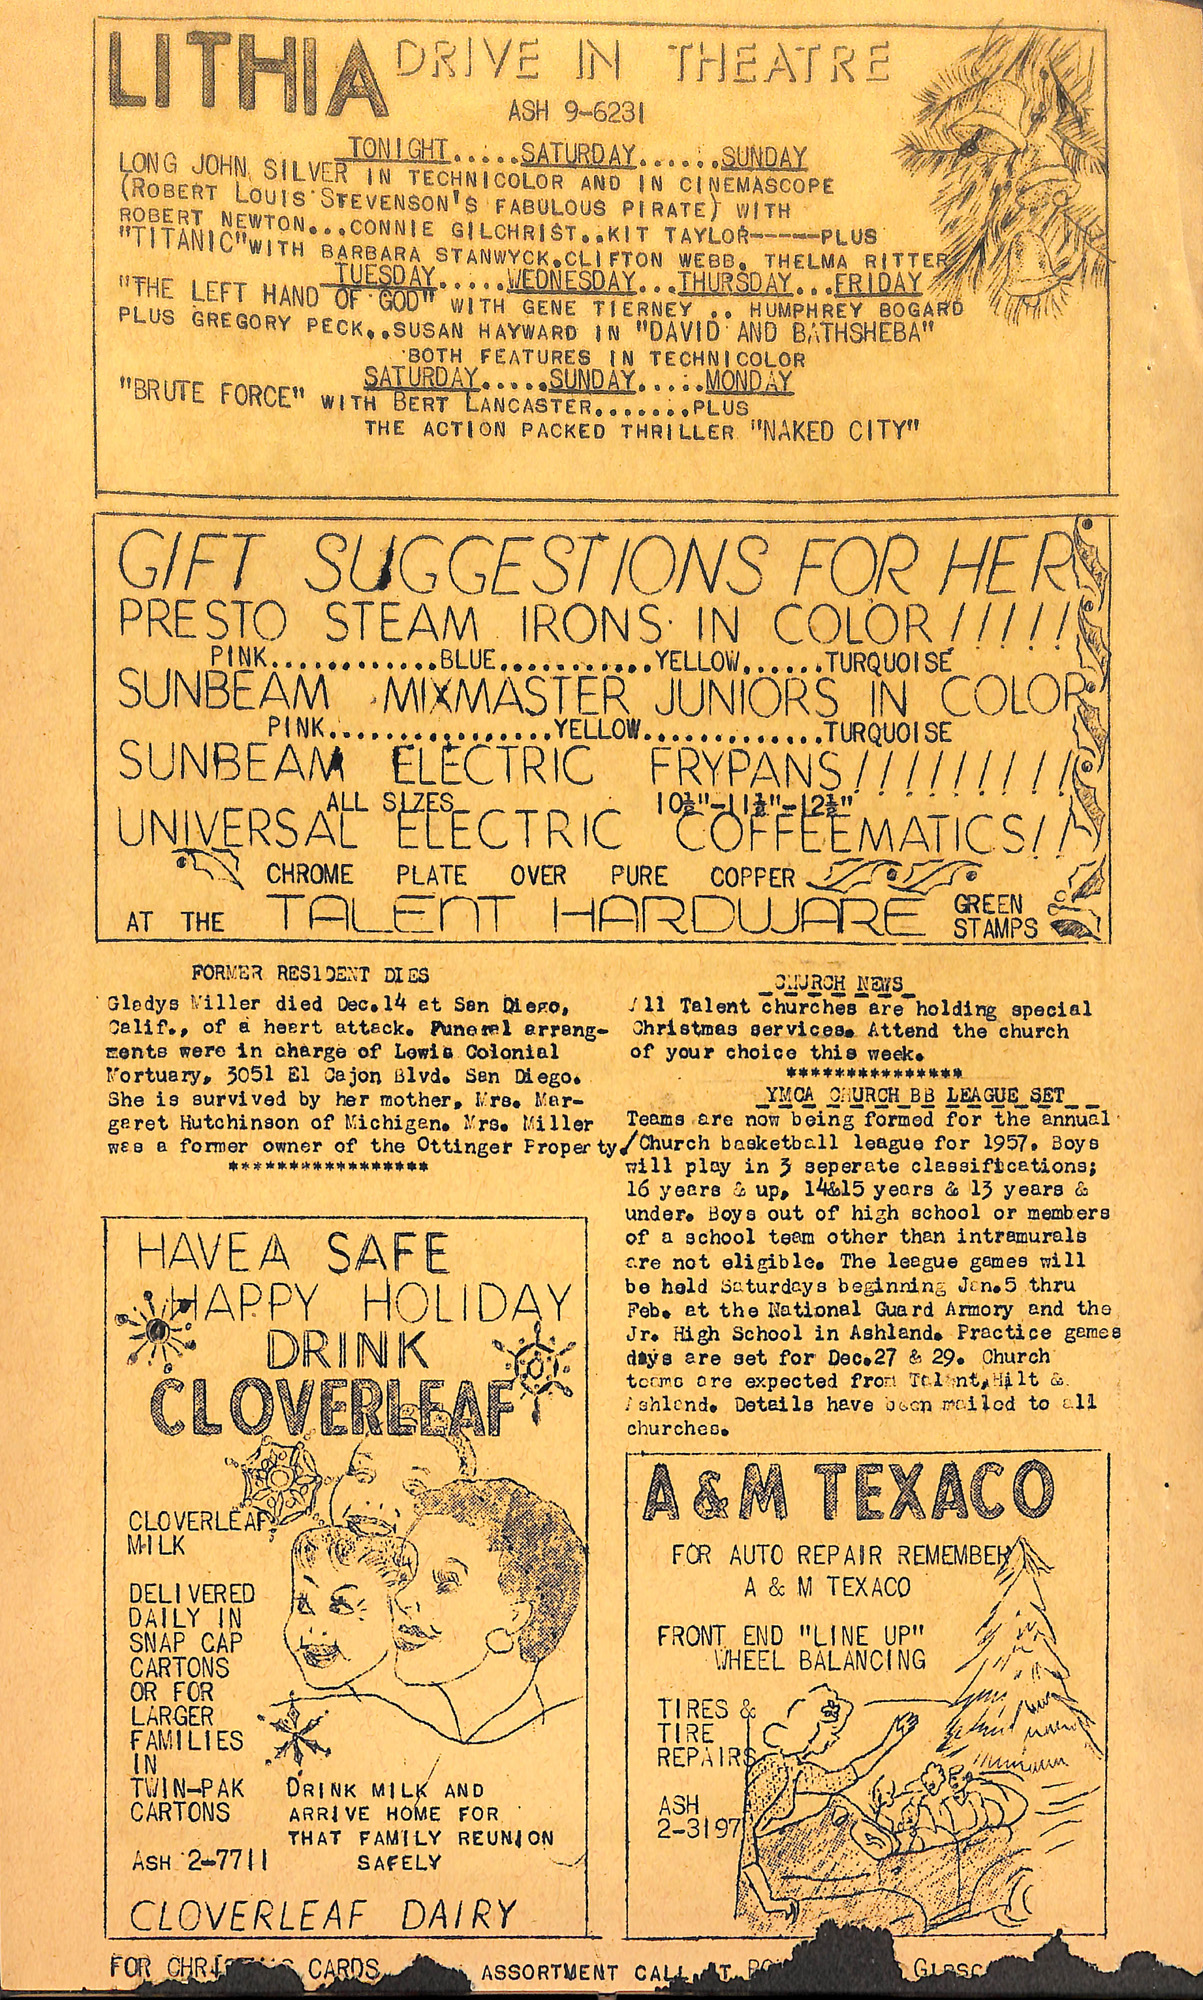 LITHIA DRIVE IN THEATRE
ASH 9-6231
TONIGHT.....SATURDAY......SUNDAY
LONG JOHN SILVER IN TECHNICOLOR AND IN CINEMASCOPE
(ROBERT LOUIS STEVENSON'S FABULOUS PIRATE) WITH
ROBERT NEWTON...CONNIE GILCHRIST..KIT TAYLOR-----PLUS
"TITANIC" WITH BARBARA STANWYCK.CLIFTON WEBB. THELMA RITTER
TUESDAY.....WEDNESDAY...THURSDAY...FRIDAY
"THE LEFT HAND OF GOD" WITH GENE TIERNEY .. HUMPHREY BOGARD
PLUS GREGORY PECK..SUSAN HAYWARD IN "DAVID AND BATHSHEBA"
BOTH FEATURES IN TECHNICOLOR
SATURDAY.....SUNDAY.....MONDAY
"BRUTE FORCE" WITH BERT LANCASTER.......PLUS
THE ACTION PACKED THRILLER "NAKED CITY"
GIFT SUGGESTIONS FOR HER
PRESTO STEAM IRONS IN COLOR!!!!!
PINK.............BLUE...........YELLOW......TURQUOISE
SUNBEAM MIXMASTER JUNIORS IN COLOR
PINK................YELLOW.............TURQUOISE
SUNBEAM ELECTRIC FRYPANS!!!!!!!!!
ALL SIZES 10½"-11½"-12½"
UNIVERSAL ELECTRIC COFFEEMATICS!!
CHROME PLATE OVER PURE COPPER
AT THE TALENT HARDWARE GREEN STAMPS
FORMER RESIDENT DIES
Gladys Miller died Dec.14 at San Diego,
Calif., of a heart attack. Funeral arrang-
ments were in charge of Lewis Colonial
Mortuary, 3051 El Cajon Blvd. San Diego.
She is survived by her mother, Mrs. Mar-
garet Hutchinson of Michigan. Mrs. Miller
was a former owner of the Ottinger Property.
*****************
CHURCH NEWS
All Talent churches are holding special
Christmas services. Attend the church
of your choice this week.
***************
YMCA CHURCH BB LEAGUE SET
Teams are now being formed for the annual
/Church basketball league for 1957. Boys
will play in 3 seperate classifications;
16 years & up, 14&15 years & 13 years &
under. Boys out of high school or members
of a school team other than intramurals
are not eligible. The league games will
be held Saturdays beginning Jan.5 thru
Feb. at the National Guard Armory and the
Jr. High School in Ashland. Practice games
days are set for Dec.27 & 29. Church
teams are expected from Talent,Hilt &
Ashland. Details have been mailed to all
churches.
HAVE A SAFE
HAPPY HOLIDAY
DRINK
CLOVERLEAF
CLOVERLEAF
MILK
DELIVERED
DAILY IN
SNAP CAP
CARTONS
OR FOR
LARGER
FAMILIES
IN
TWIN-PAK
CARTONS
ASH 2-7711
DRINK MILK AND
ARRIVE HOME FOR
THAT FAMILY REUNION
SAFELY
CLOVERLEAF DAIRY
A & M TEXACO
FOR AUTO REPAIR REMEMBER
A & M TEXACO
FRONT END "LINE UP"
WHEEL BALANCING
TIRES &
TIRE
REPAIRS
ASH
2-3197
FOR CARDS ASSORTMENT CALL AT